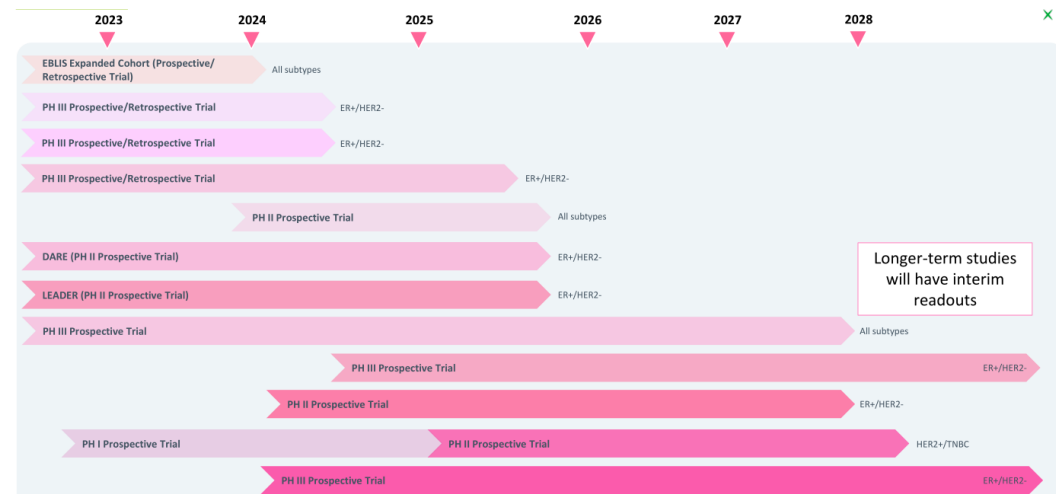 2023 2024 2025 2026 2027 2028
EBLIS Expanded Cohort (Prospective/
Retrospective Trial)
All subtypes
PH III Prospective/Retrospective Trial
ER+/HER2-
PH III Prospective/Retrospective Trial
ER+/HER2-
PH III Prospective/Retrospective Trial
ER+/HER2-
PH II Prospective Trial
All subtypes
DARE (PH II Prospective Trial)
ER+/HER2-
LEADER (PH II Prospective Trial)
ER+/HER2-
Longer-term studies
will have interim
readouts
PH III Prospective Trial
All subtypes
PH III Prospective Trial
ER+/HER2-
PH II Prospective Trial
ER+/HER2-
PH I Prospective Trial
PH II Prospective Trial
HER2+/TNBC
PH III Prospective Trial
ER+/HER2-